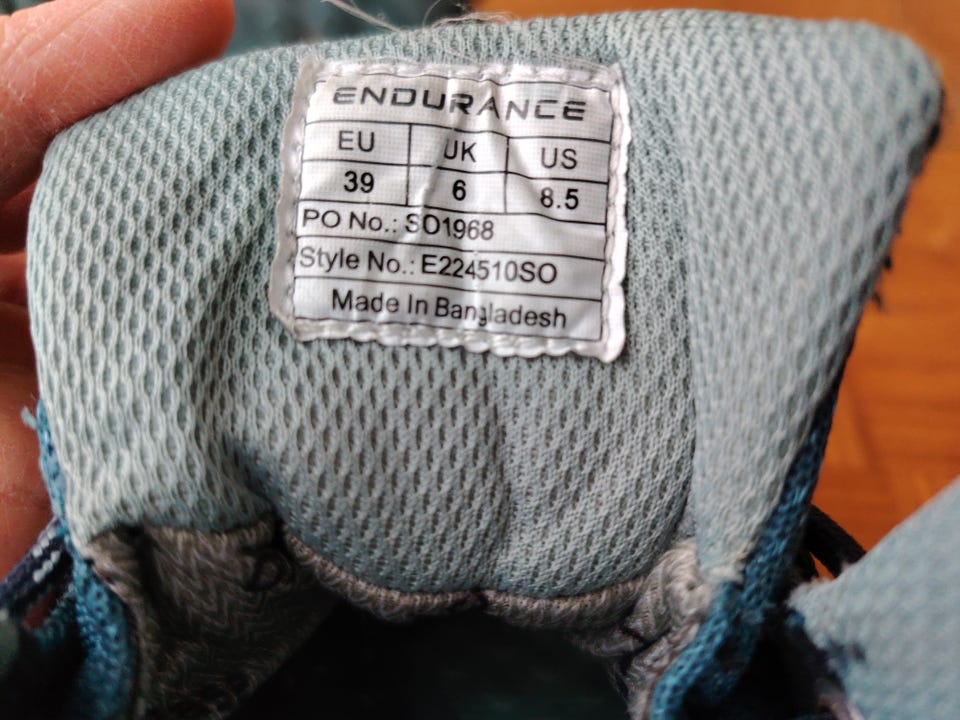 ENDURANCE
EU UK US
39 6 8.5
PO No.: SO1968
Style No.: E224510SO
Made In Bangladesh